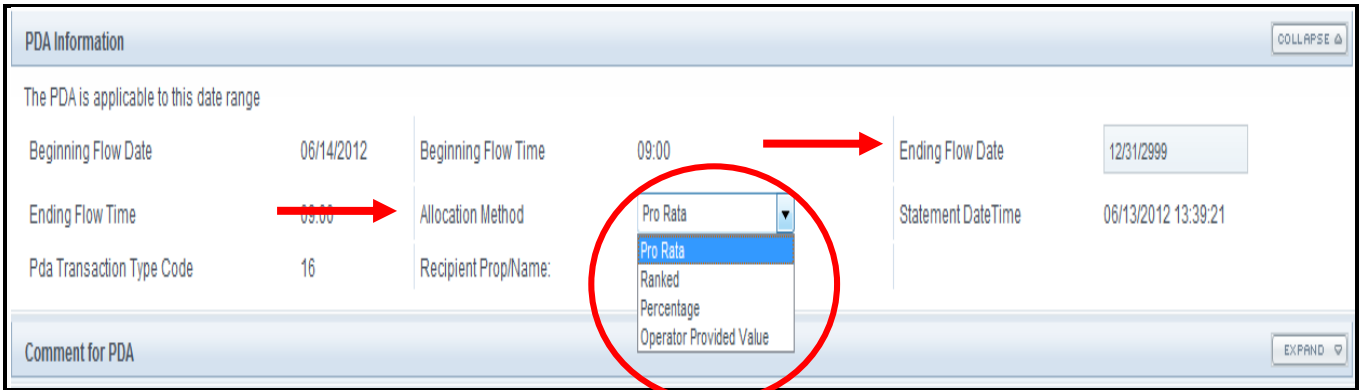 PDA Information COLLAPSE
The PDA is applicable to this date range
Beginning Flow Date 06/14/2012 Beginning Flow Time 09:00 Ending Flow Date 12/31/2999
Ending Flow Time 09:00 Allocation Method Pro Rata Statement DateTime 06/13/2012 13:39:21
Pro Rata
Pda Transaction Type Code 16 Recipient Prop/Name:
Ranked
Percentage
Operator Provided Value
Comment for PDA EXPAND